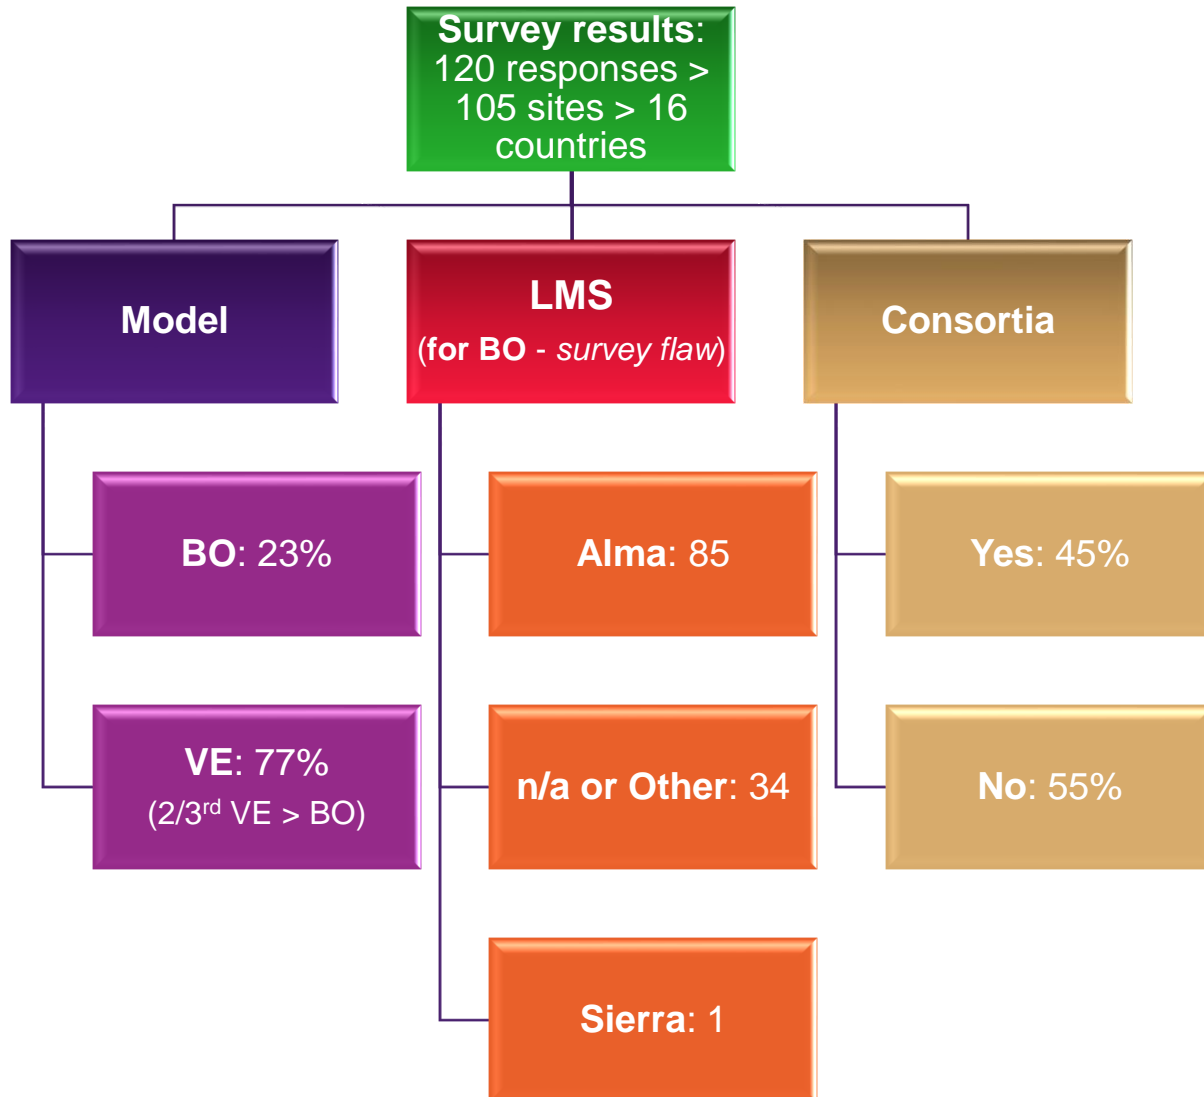 Survey results:
120 responses >
105 sites > 16
countries
Model
LMS
(for BO - survey flaw)
Consortia
BO: 23%
Alma: 85
Yes: 45%
VE: 77%
(2/3rd VE > BO)
n/a or Other: 34
No: 55%
Sierra: 1